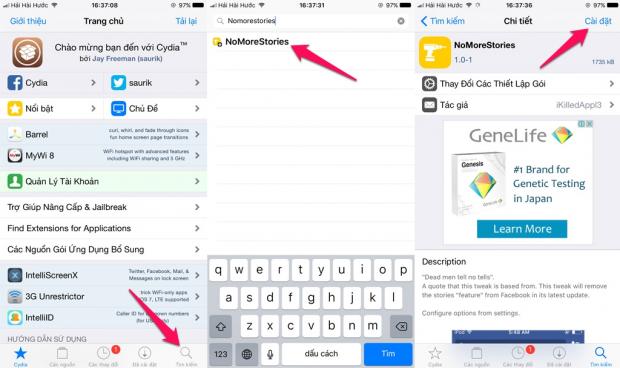 Hải Hài Hước
16:37:08
97%
Giới thiệu
Trang chủ
Tải lại
Chào mừng bạn đến với Cydia™
bởi Jay Freeman (saurik)
Cydia
saurik
Nổi bật
Chủ Đề
Barrel
curl, whirl, and fade through icons
fun home screen page transitions
MyWi 8
WiFi hotspot with advanced features
including WiFi sharing and 5 GHz
Quản Lý Tài Khoản
Trợ Giúp Nâng Cấp & Jailbreak
Find Extensions for Applications
Các Nguồn Gói Ứng Dụng Bổ Sung
IntelliScreenX
Twitter, Facebook, Mail, &
Messages on lock screen
3G Unrestrictor
trick WiFi-only apps
iOS 7, LTE supported
IntelliID
Caller ID for unknown numbers
HƯỚNG DẪN SỬ DỤNG
Cydia
Các nguồn
1
Các thay đổi
Đã cài đặt
Tìm kiếm
Hải Hài Hước
16:37:31
97%
Nomorestories
Cancel
NoMoreStories
q w e r t y u i o p
a s d f g h j k l
z x c v b n m
123
dấu cách
Tìm
Hải Hài Hước
16:37:36
97%
Tìm kiếm
Chi tiết
Cài đặt
NoMoreStories
1.0-1
1735 kB
Thay Đổi Các Thiết Lập Gói
Tác giả
iKilledAppl3
GeneLife
Genesis
#1 Brand for
Genetic Testing
in Japan
Learn More
Description
"Dead men tell no tells".
A quote that this tweak is based from. This tweak will
remove the stories "feature" from Facebook in its latest update.
Configure options from settings.
iPod
5:48 AM
Cydia
Các nguồn
1
Các thay đổi
Đã cài đặt
Tìm kiếm